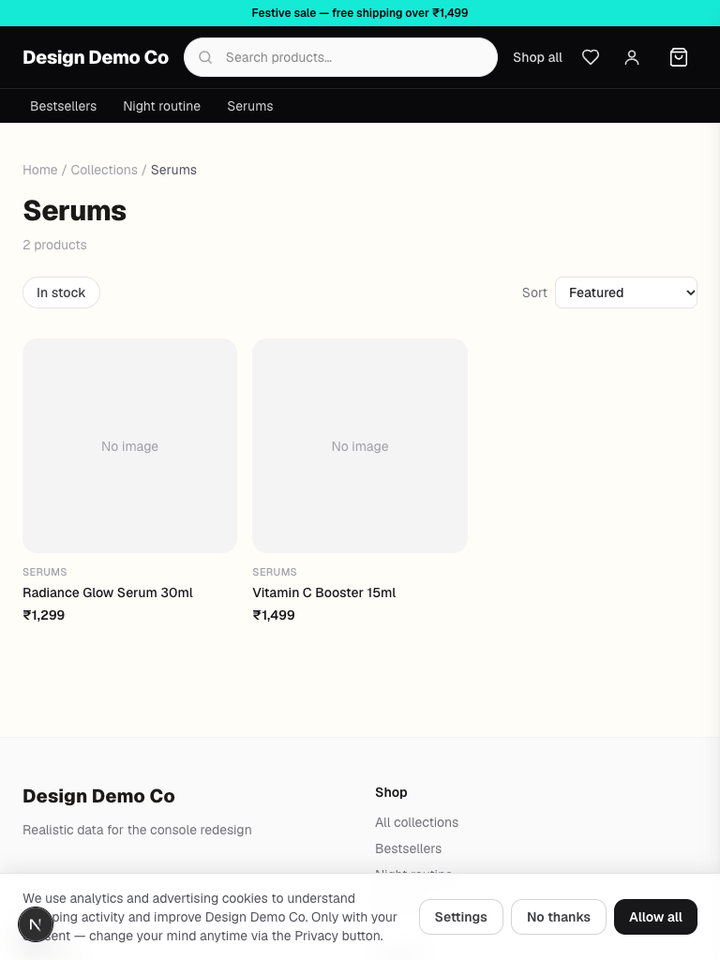 Festive sale — free shipping over ₹1,499
Design Demo Co
Search products...
Shop all
Bestsellers
Night routine
Serums
Home / Collections / Serums
Serums
2 products
In stock
Sort
Featured
No image
No image
SERUMS
Radiance Glow Serum 30ml
₹1,299
SERUMS
Vitamin C Booster 15ml
₹1,499
Design Demo Co
Realistic data for the console redesign
Shop
All collections
Bestsellers
We use analytics and advertising cookies to understand
activity and improve Design Demo Co. Only with your
— change your mind anytime via the Privacy button.
N
Settings
No thanks
Allow all